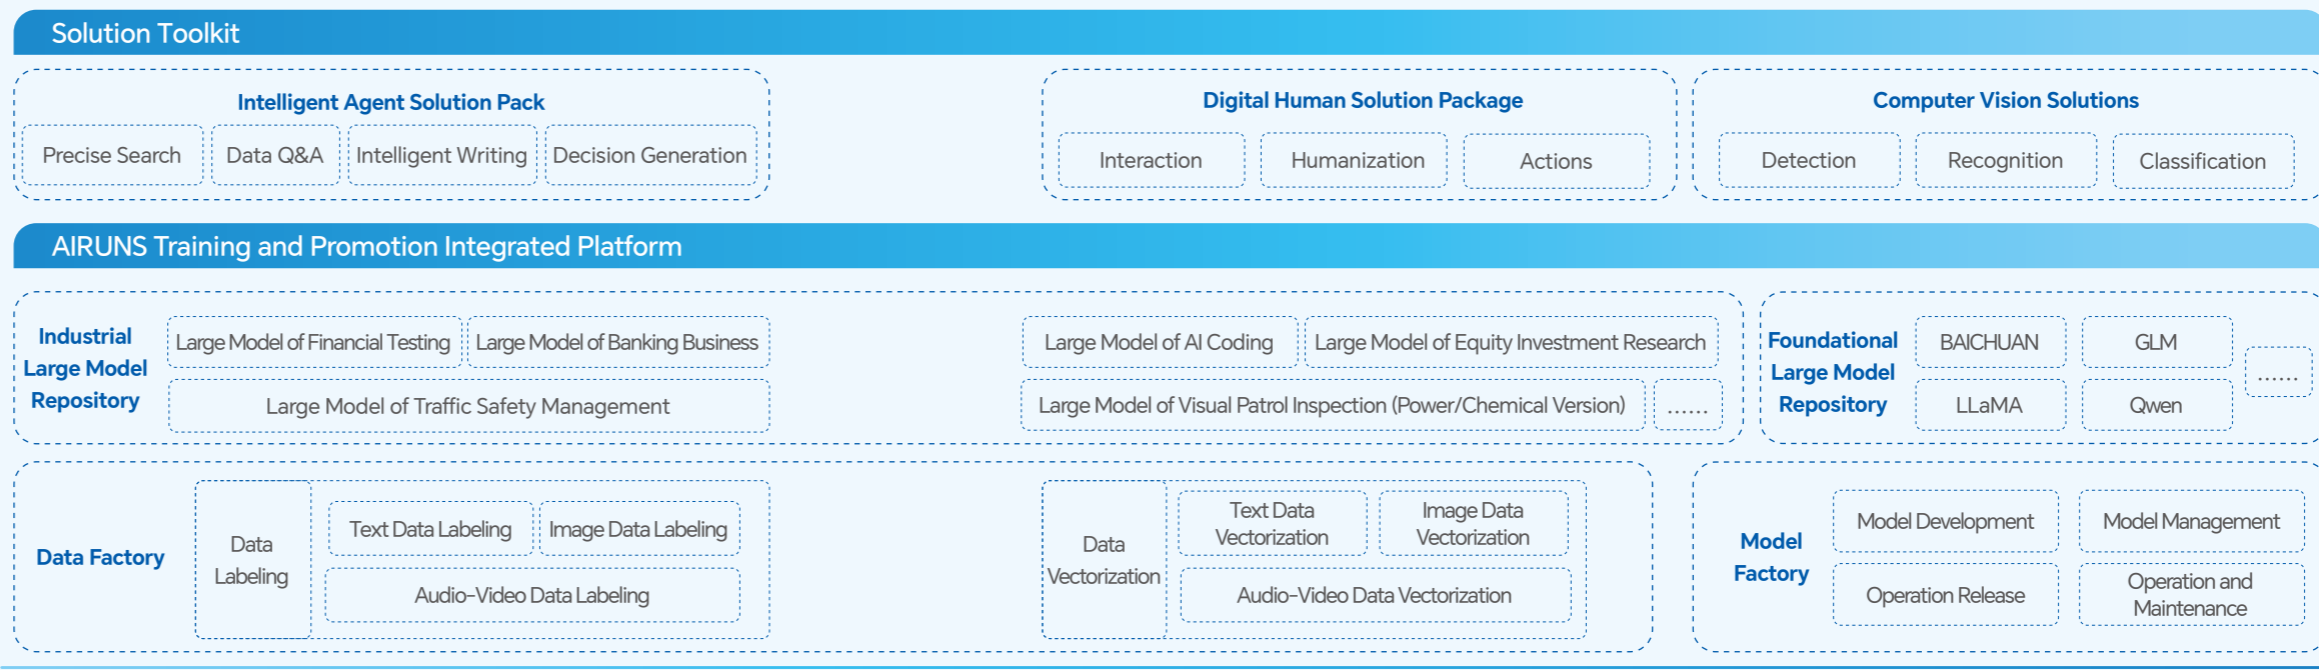 Solution Toolkit
Intelligent Agent Solution Pack
Precise Search
Data Q&A
Intelligent Writing
Decision Generation
Digital Human Solution Package
Interaction
Humanization
Actions
Computer Vision Solutions
Detection
Recognition
Classification
AIRUNS Training and Promotion Integrated Platform
Industrial
Large Model
Repository
Large Model of Financial Testing
Large Model of Banking Business
Large Model of Traffic Safety Management
Large Model of AI Coding
Large Model of Equity Investment Research
Large Model of Visual Patrol Inspection (Power/Chemical Version)
......
Foundational
Large Model
Repository
BAICHUAN
GLM
LLaMA
Qwen
......
Data Factory
Data
Labeling
Text Data Labeling
Image Data Labeling
Audio-Video Data Labeling
Data
Vectorization
Text Data
Vectorization
Image Data
Vectorization
Audio-Video Data Vectorization
Model
Factory
Model Development
Model Management
Operation Release
Operation and
Maintenance